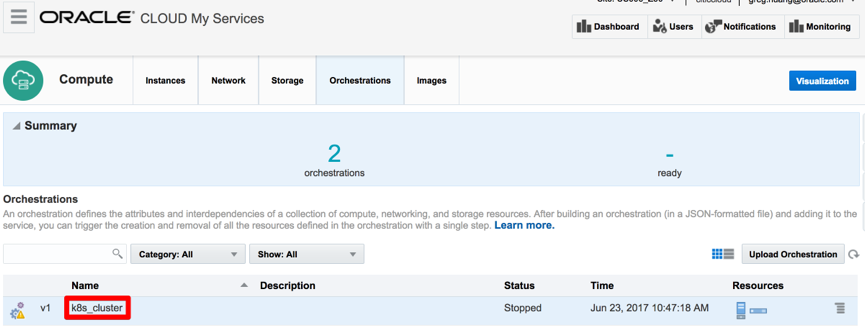 ORACLE® CLOUD My Services
Dashboard Users Notifications Monitoring
Compute Instances Network Storage Orchestrations Images Visualization
Summary
2 -
orchestrations ready
Orchestrations
An orchestration defines the attributes and interdependencies of a collection of compute, networking, and storage resources. After building an orchestration (in a JSON-formatted file) and adding it to the
service, you can trigger the creation and removal of all the resources defined in the orchestration with a single step. Learn more.
Category: All Show: All Upload Orchestration
Name Description Status Time Resources
v1 k8s_cluster Stopped Jun 23, 2017 10:47:18 AM